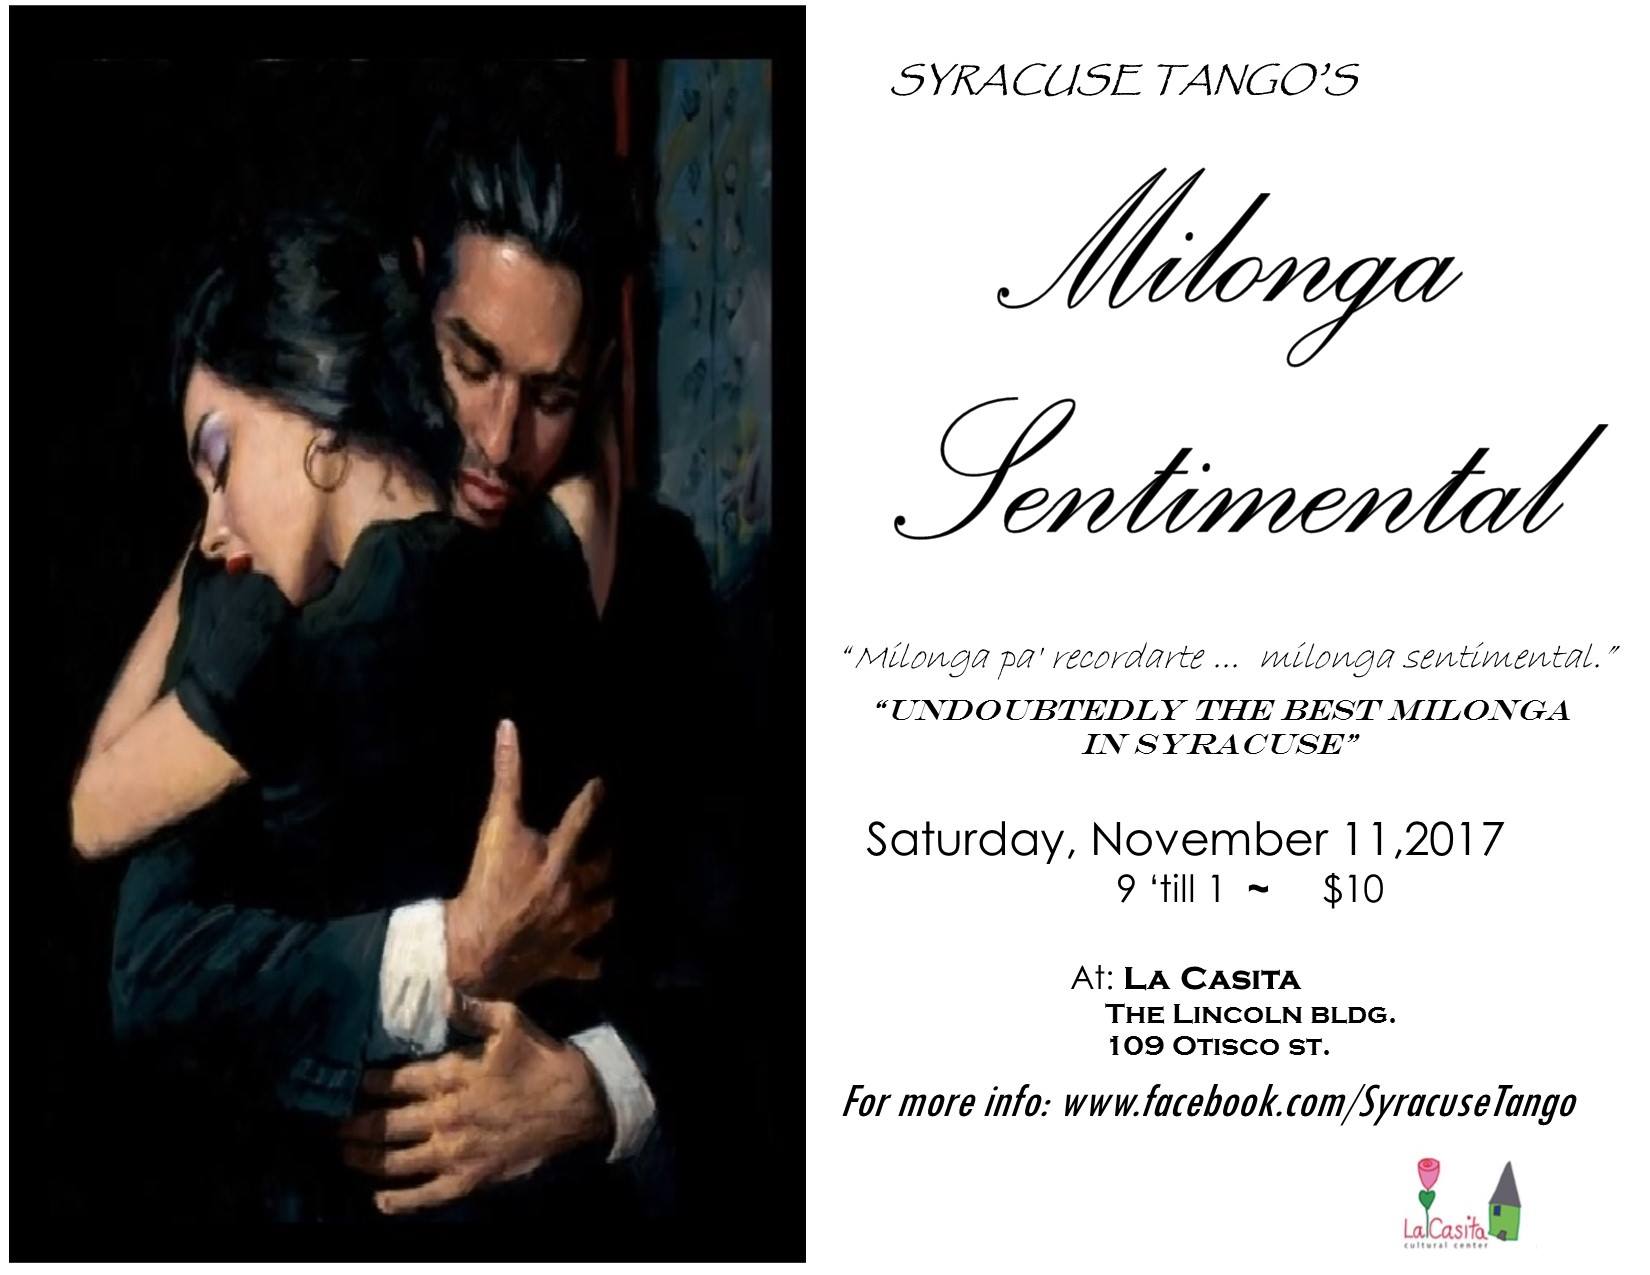 SYRACUSE TANGO'S
Milonga
Sentimental
“Milonga pa' recordarte ... milonga sentimental.”
“UNDOUBTEDLY THE BEST MILONGA
IN SYRACUSE”
Saturday, November 11,2017
9 ‘till 1 ~ $10
At: LA CASITA
THE LINCOLN BLDG.
109 OTISCO ST.
For more info: www.facebook.com/SyracuseTango
La Casita
cultural center